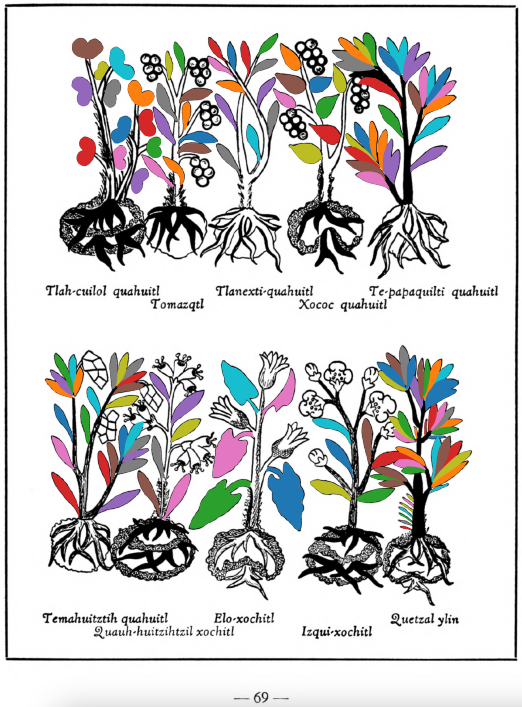 Tlah-cuilol quahuitl
Tomazqtl
Tlanexti-quahuitl
Xococ quahuitl
Te-papaquilti quahuitl
Temahuitztih quahuitl
Quauh-huitzihtzil xochitl
Elo-xochitl
Izqui-xochitl
Quetzal ylin
— 69 —